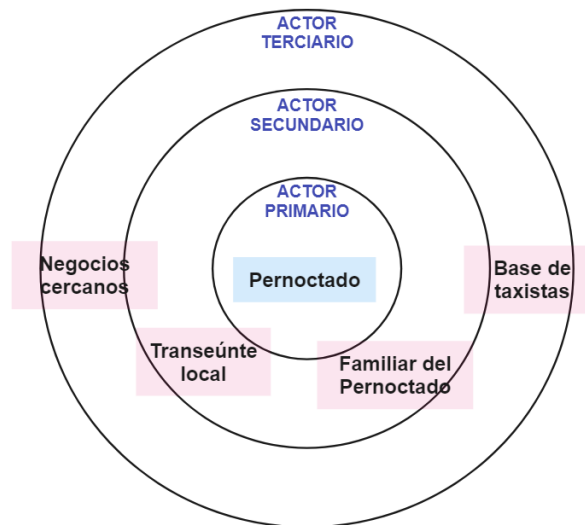 ACTOR
TERCIARIO
ACTOR
SECUNDARIO
ACTOR
PRIMARIO
Negocios
cercanos
Pernoctado
Base de
taxistas
Transeúnte
local
Familiar del
Pernoctado